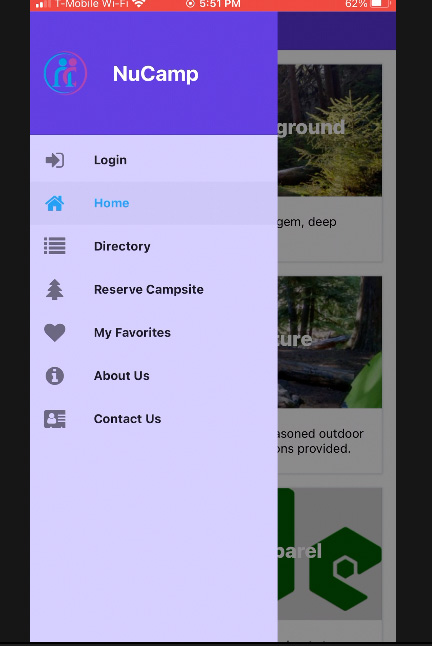 T-Mobile Wi-Fi
5:51 PM
62%
NuCamp
Login
Home
Directory
Reserve Campsite
My Favorites
About Us
Contact Us
ground
gem, deep
ture
asoned outdoor
ons provided.
parel